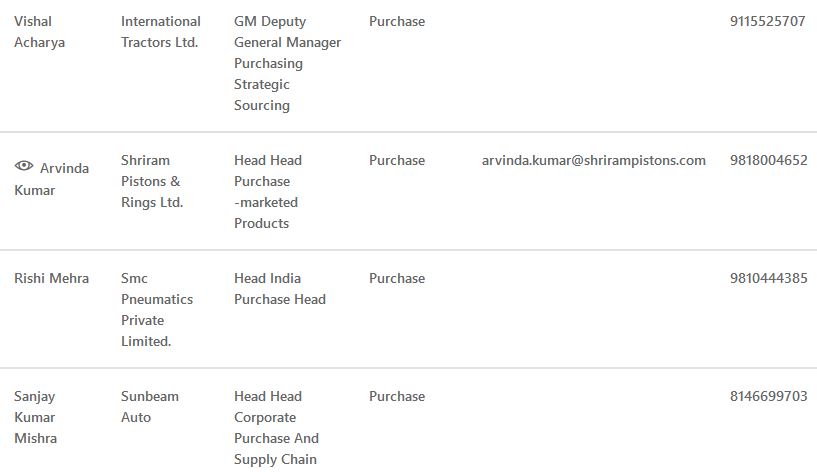 Vishal International GM Deputy Purchase 9115525707
Acharya Tractors Ltd. General Manager
Purchasing
Strategic
Sourcing
Arvinda Shriram Head Head Purchase arvinda.kumar@shrirampistons.com 9818004652
Kumar Pistons & Purchase
Rings Ltd. -marketed
Products
Rishi Mehra Smc Head India Purchase 9810444385
Pneumatics Purchase Head
Private
Limited.
Sanjay Sunbeam Head Head Purchase 8146699703
Kumar Auto Corporate
Mishra Purchase And
Supply Chain